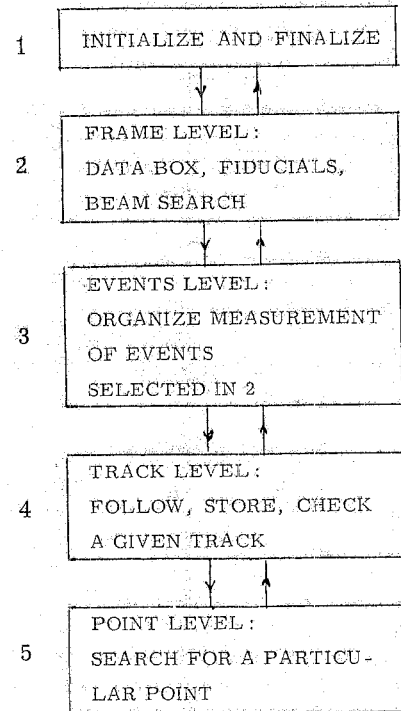 1 INITIALIZE AND FINALIZE
2 FRAME LEVEL:
DATA BOX, FIDUCIALS,
BEAM SEARCH
3 EVENTS LEVEL:
ORGANIZE MEASUREMENT
OF EVENTS
SELECTED IN 2
4 TRACK LEVEL:
FOLLOW, STORE, CHECK
A GIVEN TRACK
5 POINT LEVEL:
SEARCH FOR A PARTICU-
LAR POINT